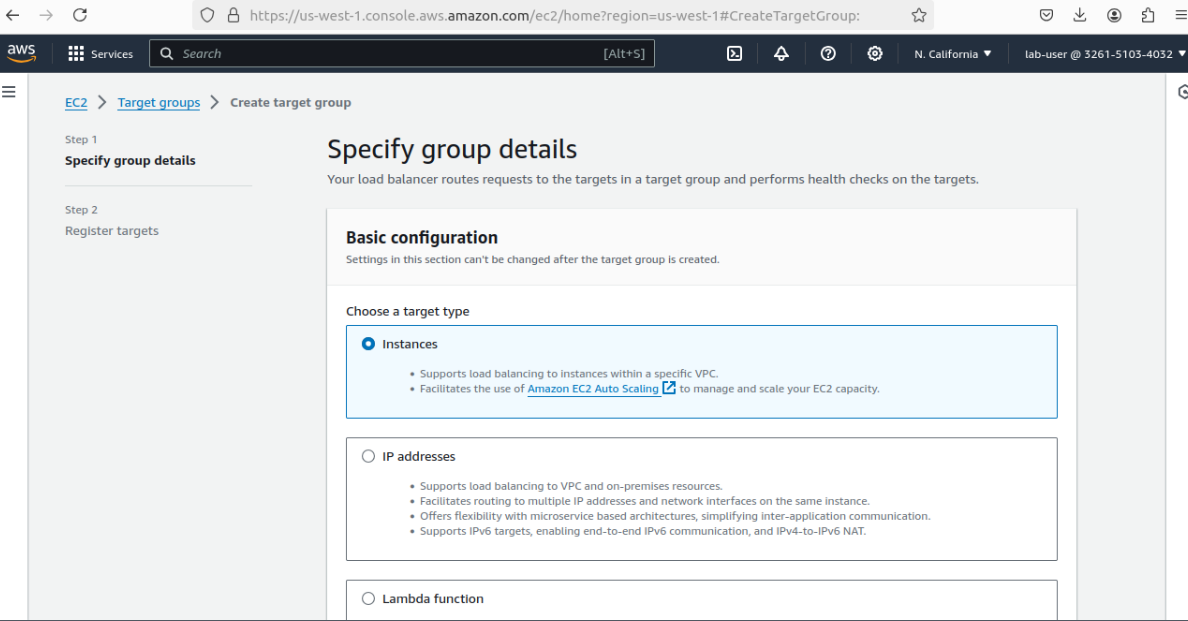 https://us-west-1.console.aws.amazon.com/ec2/home?region=us-west-1#CreateTargetGroup:
aws Services Search [Alt+S] N. California lab-user @ 3261-5103-4032
EC2 > Target groups > Create target group
Step 1
Specify group details
Step 2
Register targets
Specify group details
Your load balancer routes requests to the targets in a target group and performs health checks on the targets.
Basic configuration
Settings in this section can't be changed after the target group is created.
Choose a target type
Instances
• Supports load balancing to instances within a specific VPC.
• Facilitates the use of Amazon EC2 Auto Scaling to manage and scale your EC2 capacity.
IP addresses
• Supports load balancing to VPC and on-premises resources.
• Facilitates routing to multiple IP addresses and network interfaces on the same instance.
• Offers flexibility with microservice based architectures, simplifying inter-application communication.
• Supports IPv6 targets, enabling end-to-end IPv6 communication, and IPv4-to-IPv6 NAT.
Lambda function